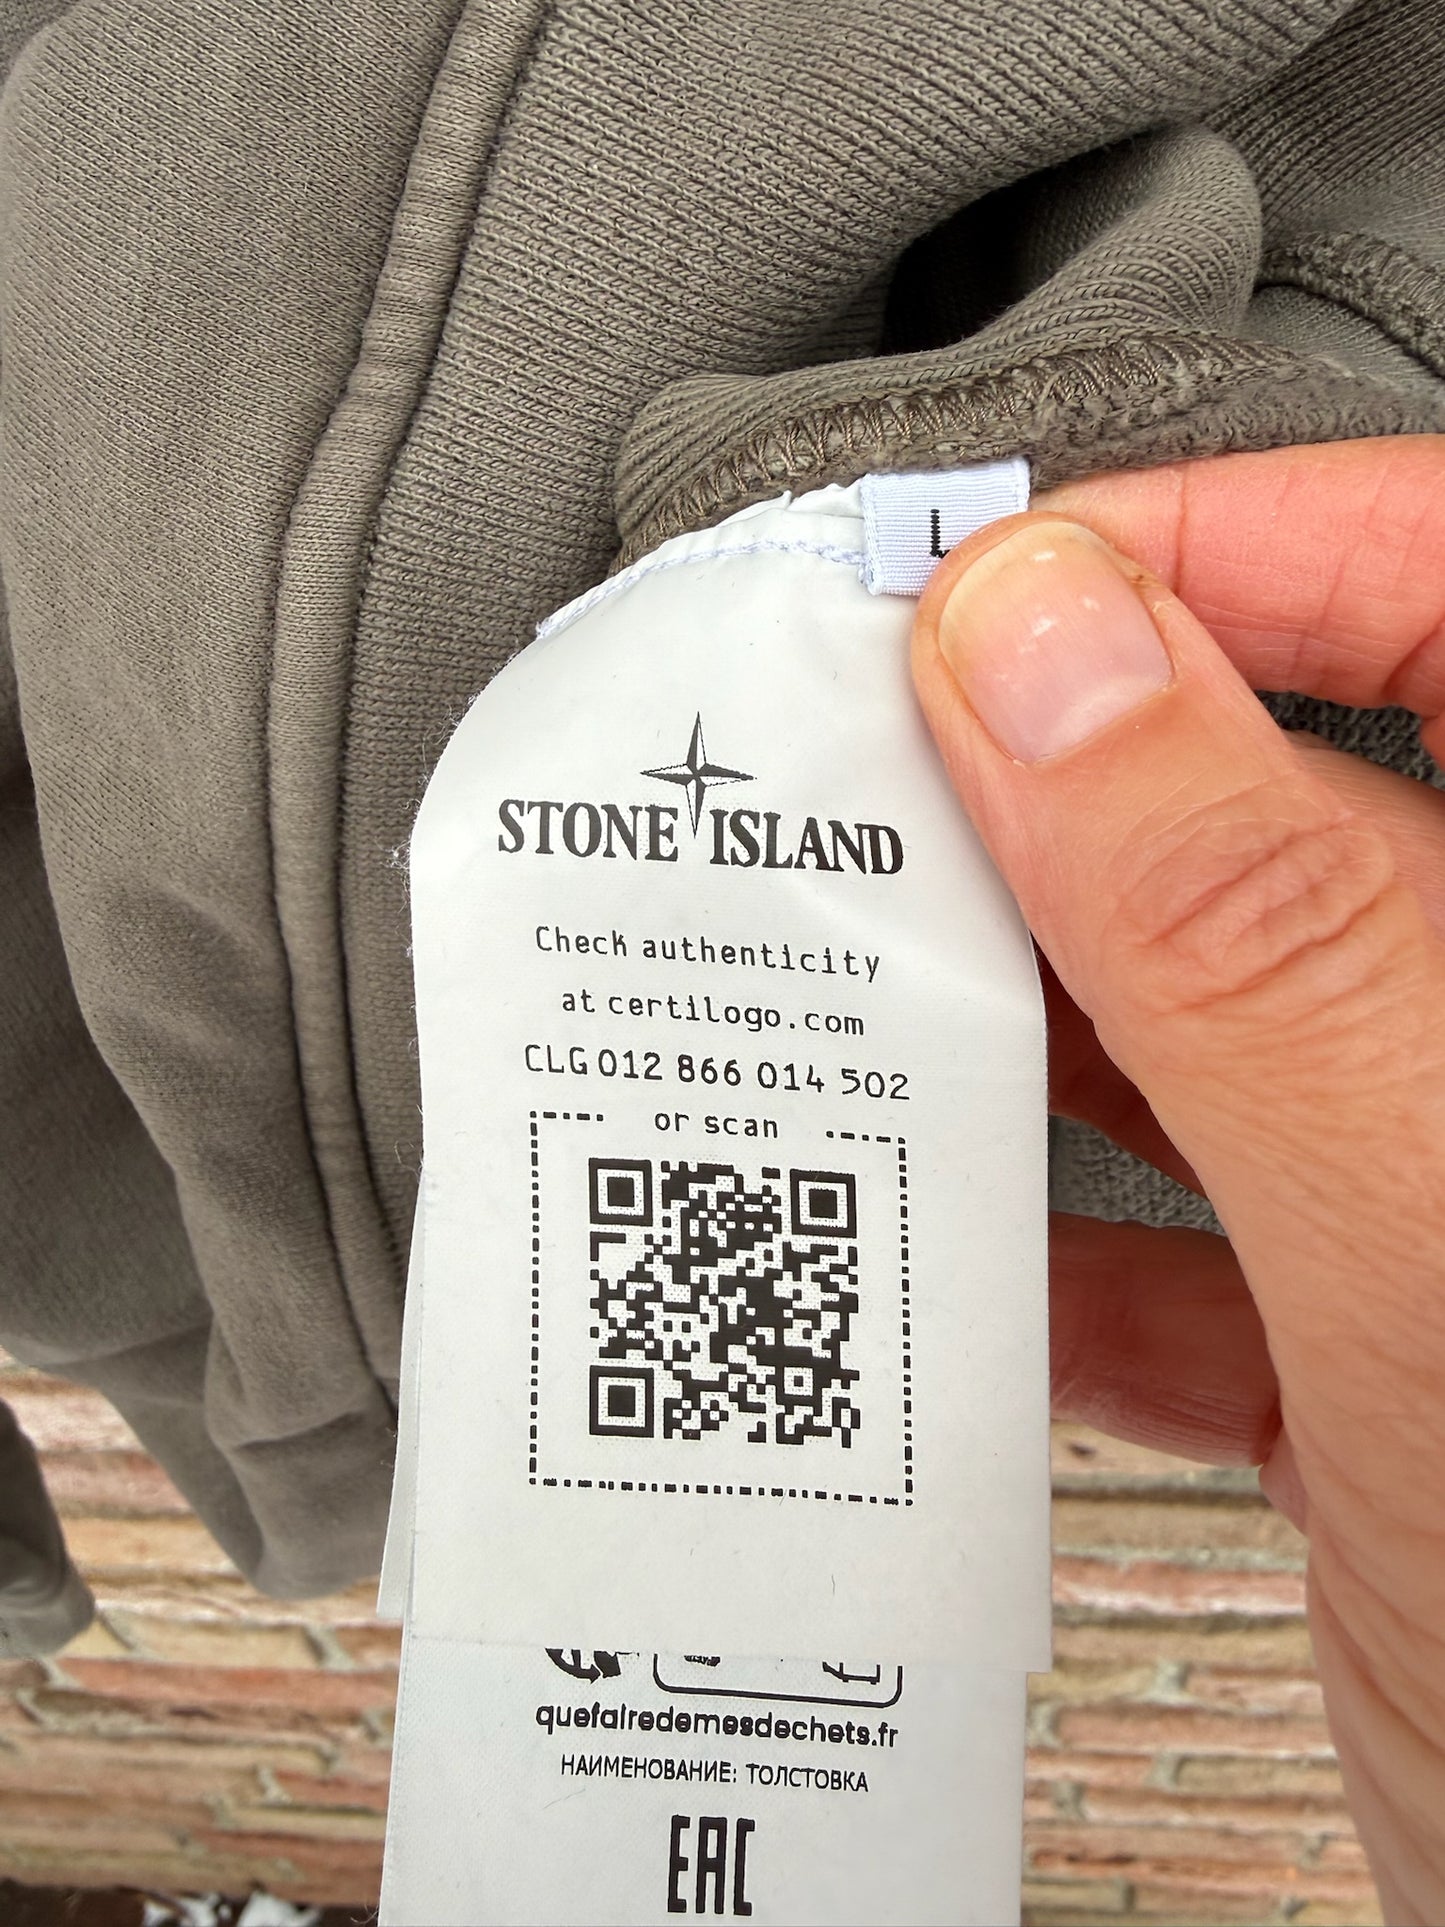 L
STONE ISLAND
Check authenticity
at certilogo.com
CLG 012 866 014 502
or scan
quefairedemesdechets.fr
НАИМЕНОВАНИЕ: ТОЛСТОВКА
EAC